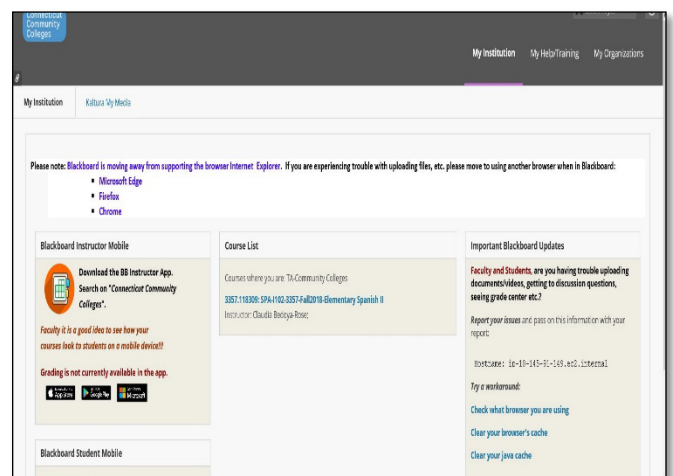 Connecticut
Community
Colleges
My Institution My Help/Training My Organizations
My Institution Kaltura My Media
Please note: Blackboard is moving away from supporting the browser Internet Explorer. If you are experiencing trouble with uploading files, etc. please move to using another browser when in Blackboard:
Microsoft Edge
Firefox
Chrome
Blackboard Instructor Mobile
Download the BB Instructor App.
Search on "Connecticut Community
Colleges".
Faculty it is a good idea to see how your
courses look to students on a mobile device!!!
Grading is not currently available in the app.
App Store Google Play Microsoft
Blackboard Student Mobile
Course List
Courses where you are: TA-Community Colleges
3357.118309: SPA-I102-3357-Fall2018-Elementary Spanish II
Instructor: Claudia Bedoya-Rose;
Important Blackboard Updates
Faculty and Students, are you having trouble uploading
documents/videos, getting to discussion questions,
seeing grade center etc.?
Report your issues and pass on this information with your
report:
Hostname: ip-10-145-91-149.ec2.internal
Try a workaround:
Check what browser you are using
Clear your browser's cache
Clear your java cache